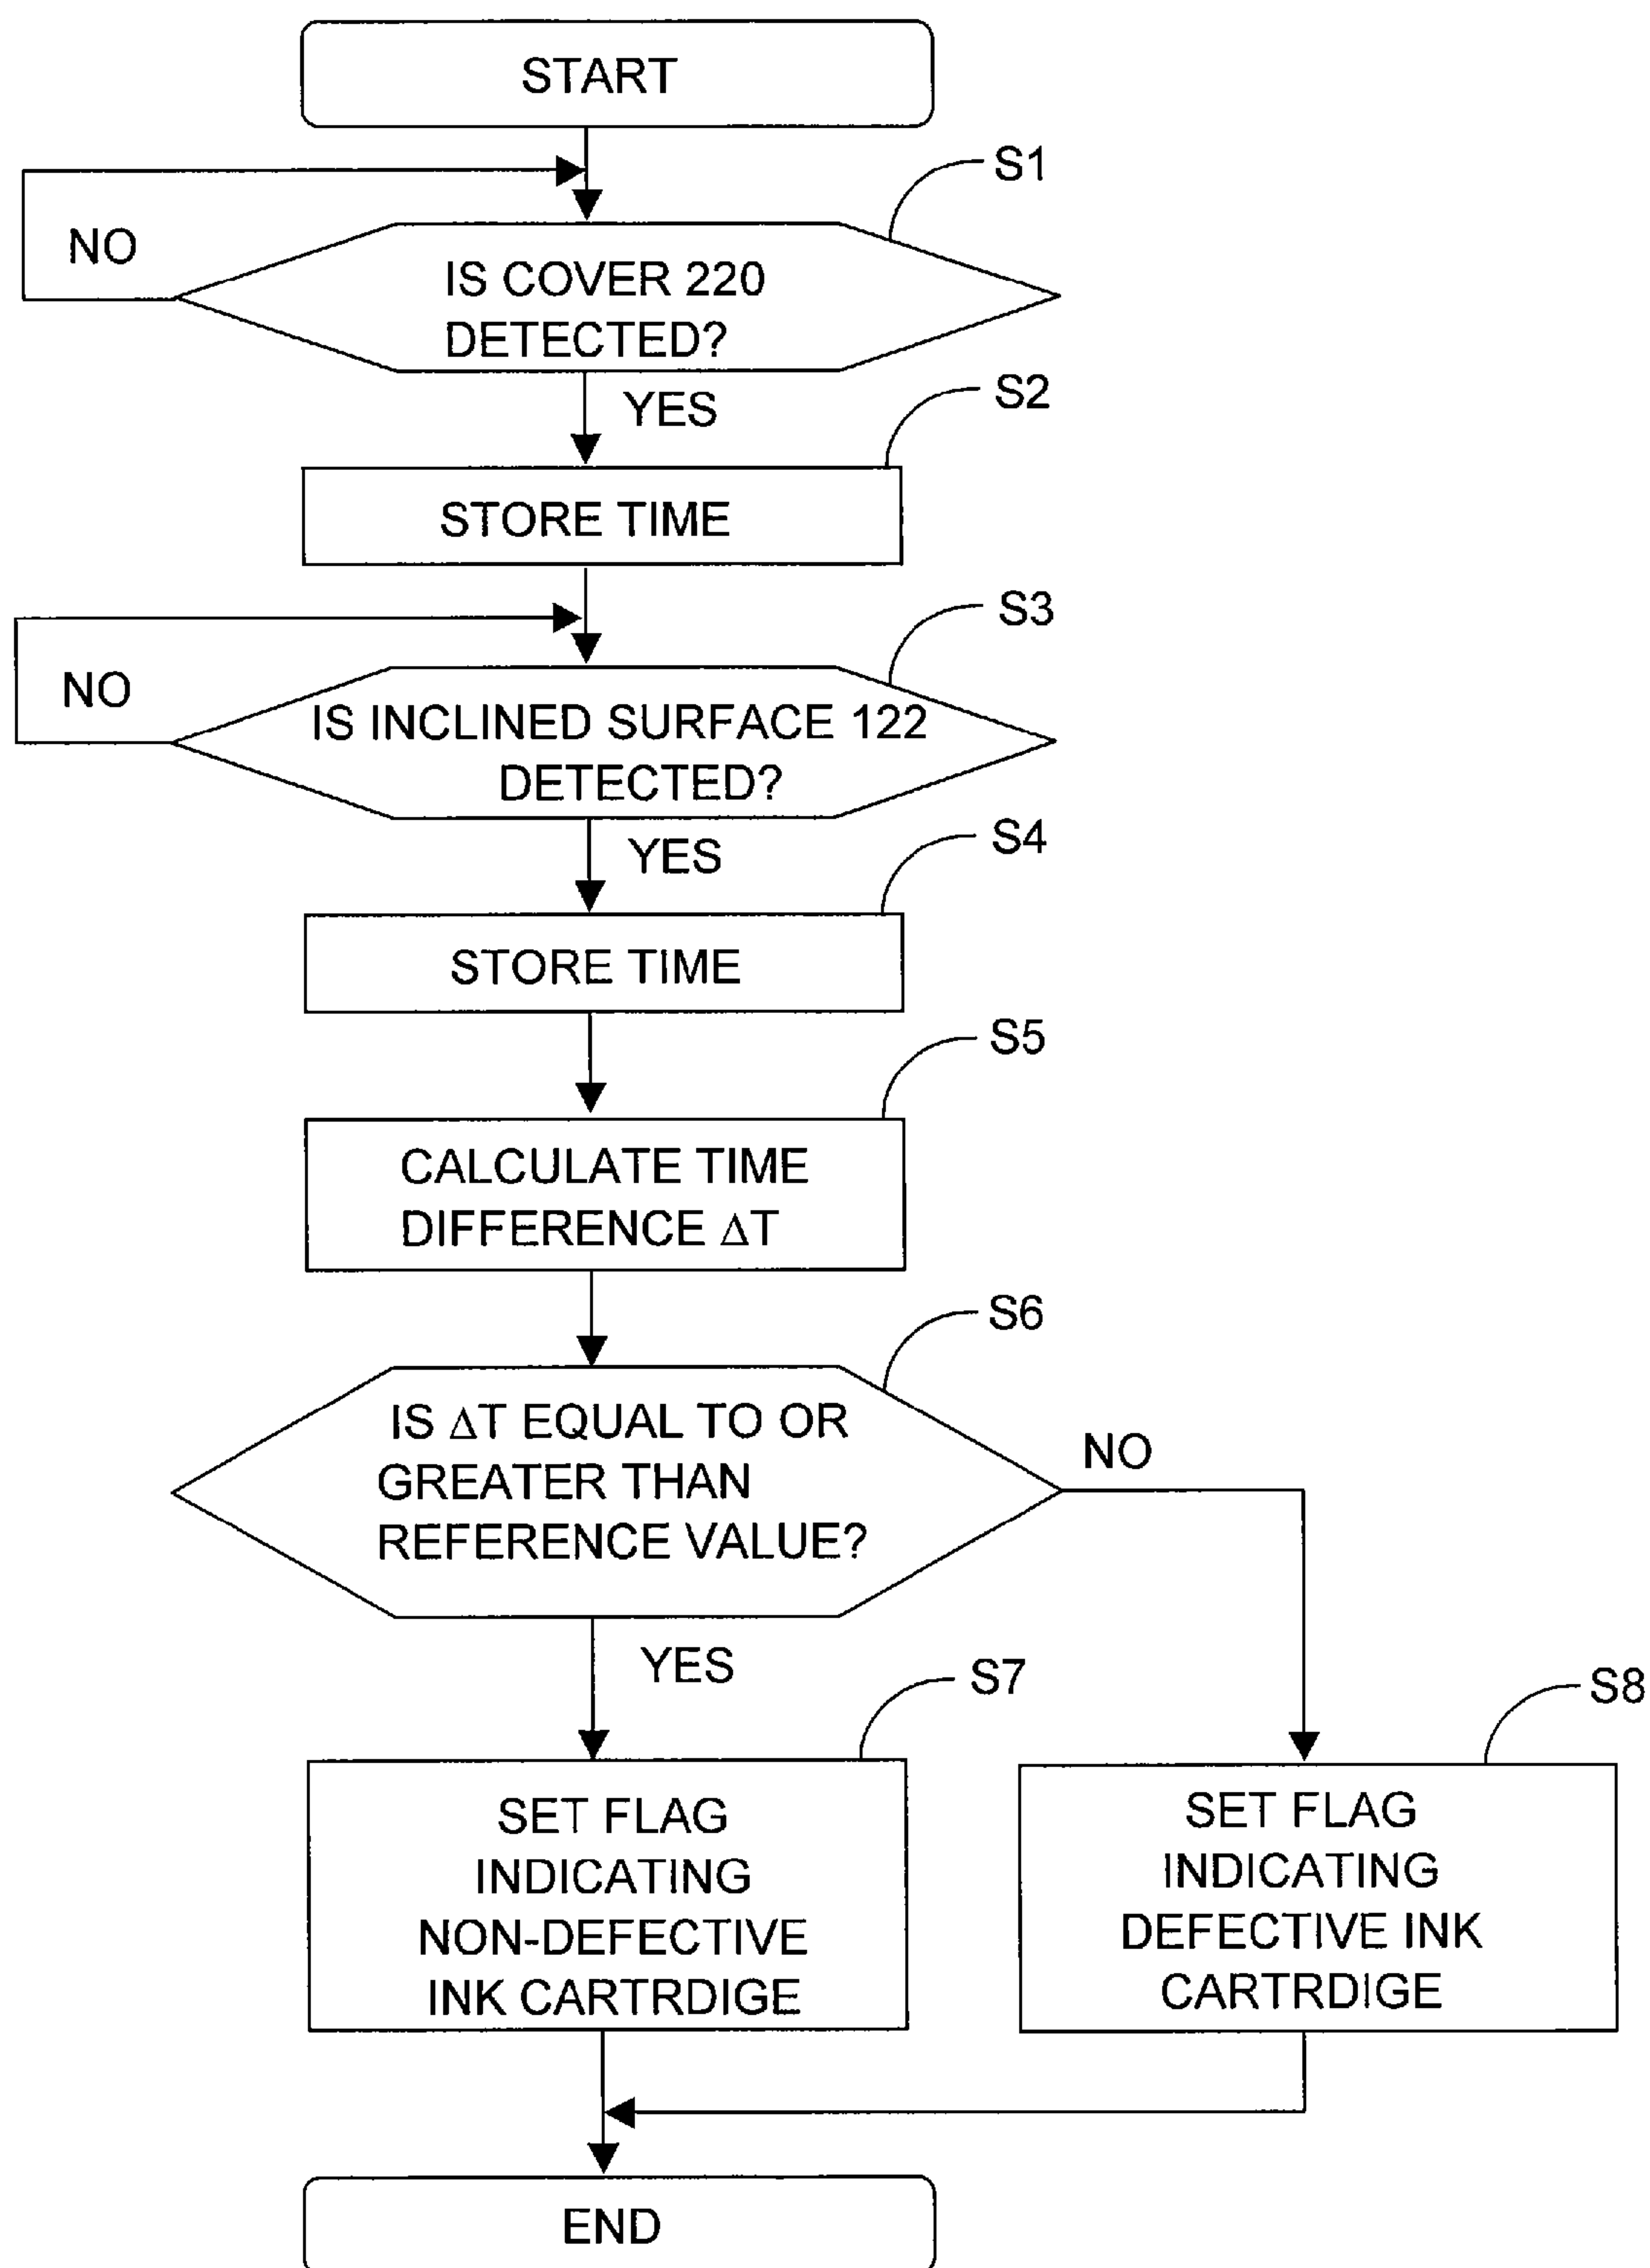 START
S1
NO
IS COVER 220
DETECTED?
YES
S2
STORE TIME
S3
NO
IS INCLINED SURFACE 122
DETECTED?
YES
S4
STORE TIME
S5
CALCULATE TIME
DIFFERENCE ΔT
S6
IS ΔT EQUAL TO OR
GREATER THAN
REFERENCE VALUE?
NO
YES
S7
S8
SET FLAG
INDICATING
NON-DEFECTIVE
INK CARTRDIGE
SET FLAG
INDICATING
DEFECTIVE INK
CARTRDIGE
END